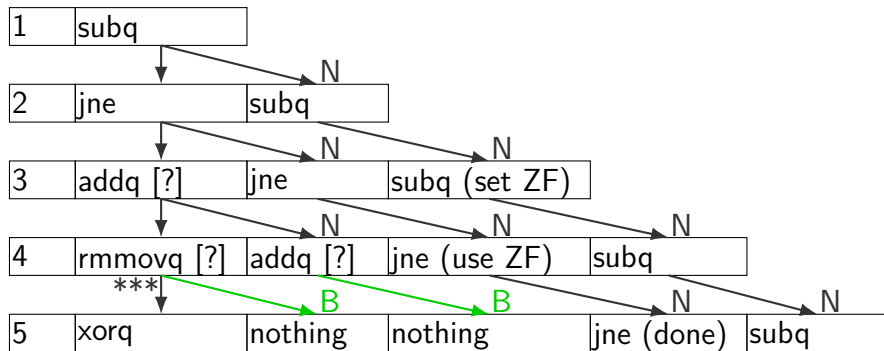 1 subq
N
2 jne subq
N N
3 addq [?] jne subq (set ZF)
N N N
4 rmmovq [?] addq [?] jne (use ZF) subq
*** B B N N
5 xorq nothing nothing jne (done) subq